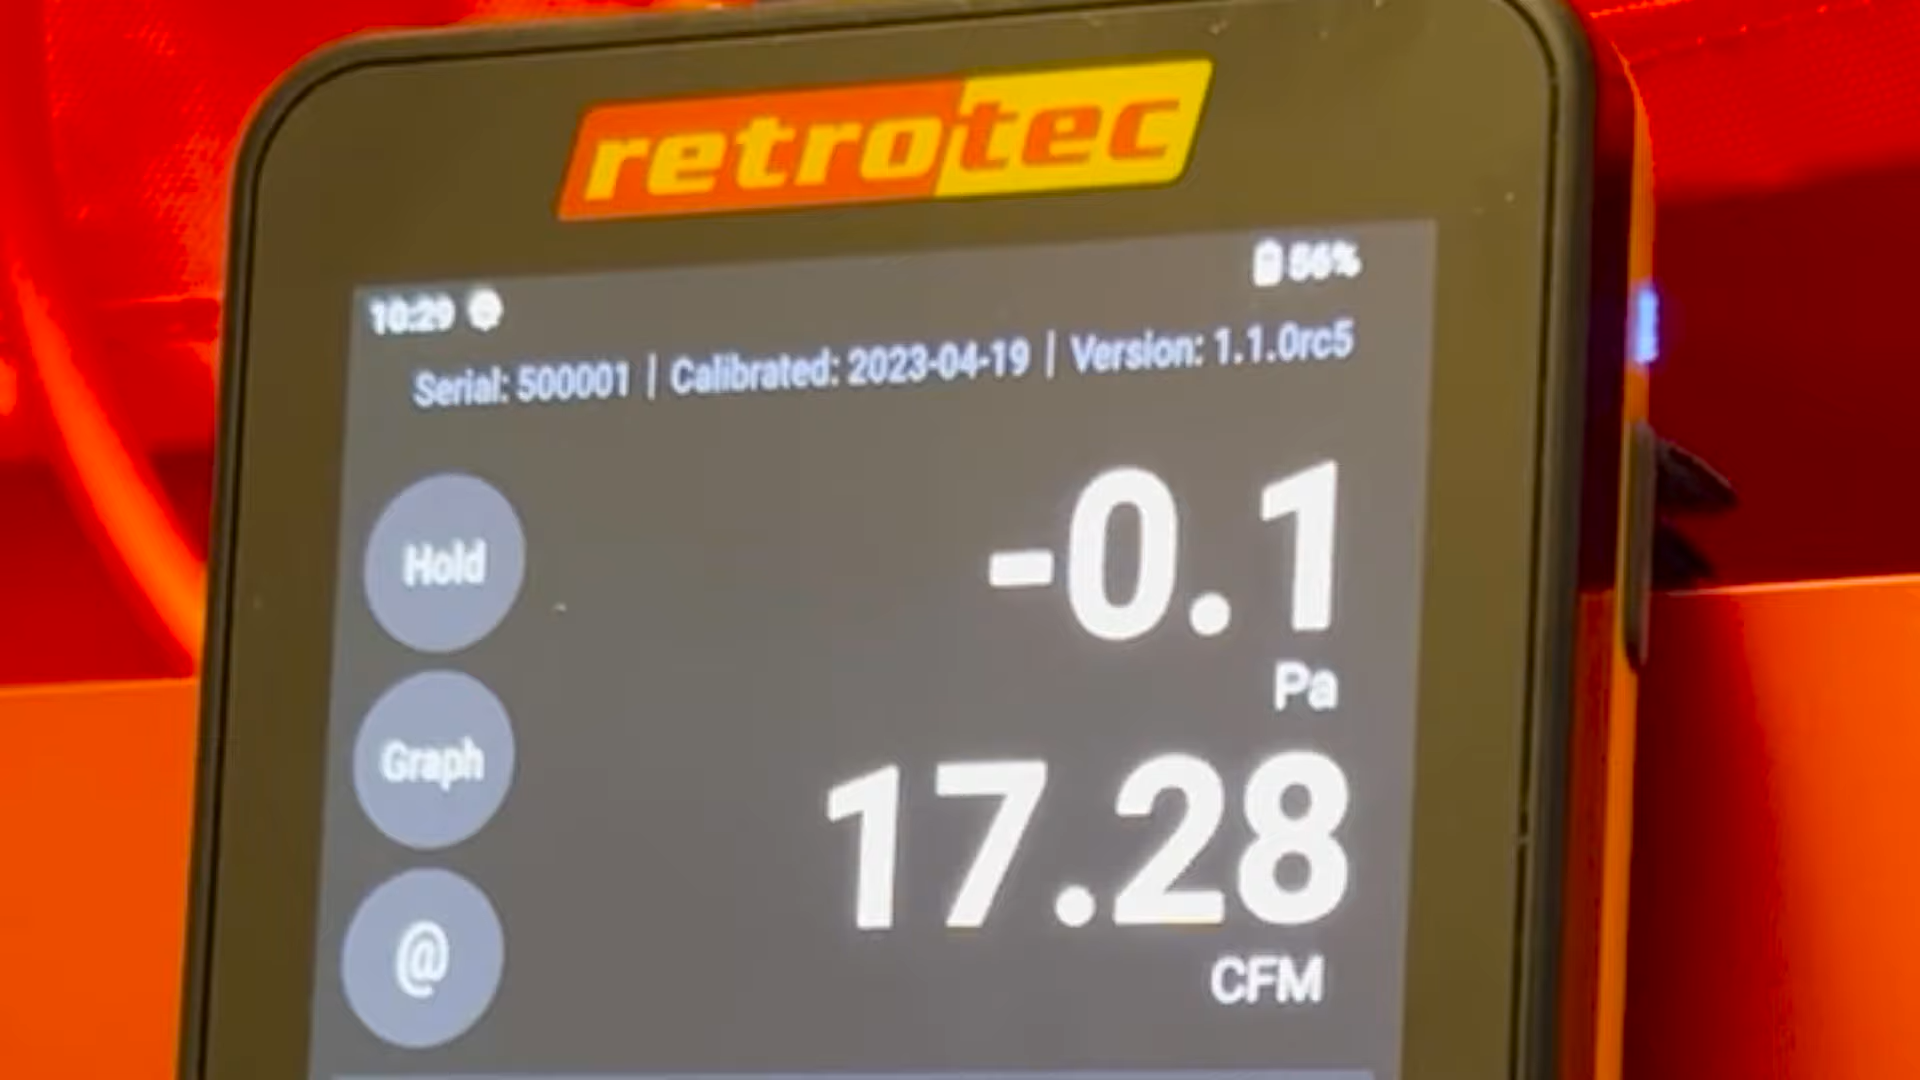 retrotec
10:29 56%
Serial: 500001 | Calibrated: 2023-04-19 | Version: 1.1.0rc5
Hold
-0.1
Pa
Graph
17.28
@
CFM